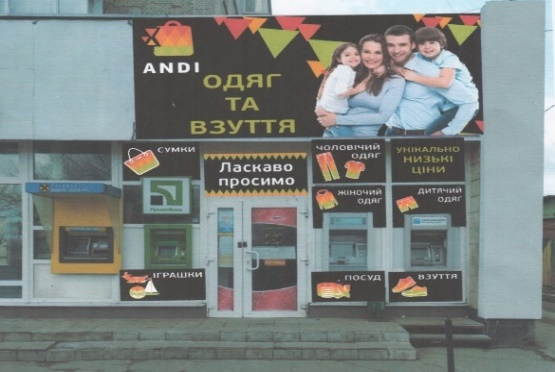 ANDI
ОДЯГ
ТА
ВЗУТТЯ
СУМКИ
Ласкаво
просимо
ЧОЛОВІЧИЙ
ОДЯГ
УНІКАЛЬНО
НИЗЬКІ
ЦІНИ
ЖІНОЧИЙ
ОДЯГ
ДИТЯЧИЙ
ОДЯГ
ПриватБанк
ІГРАШКИ
ПОСУД
ВЗУТТЯ